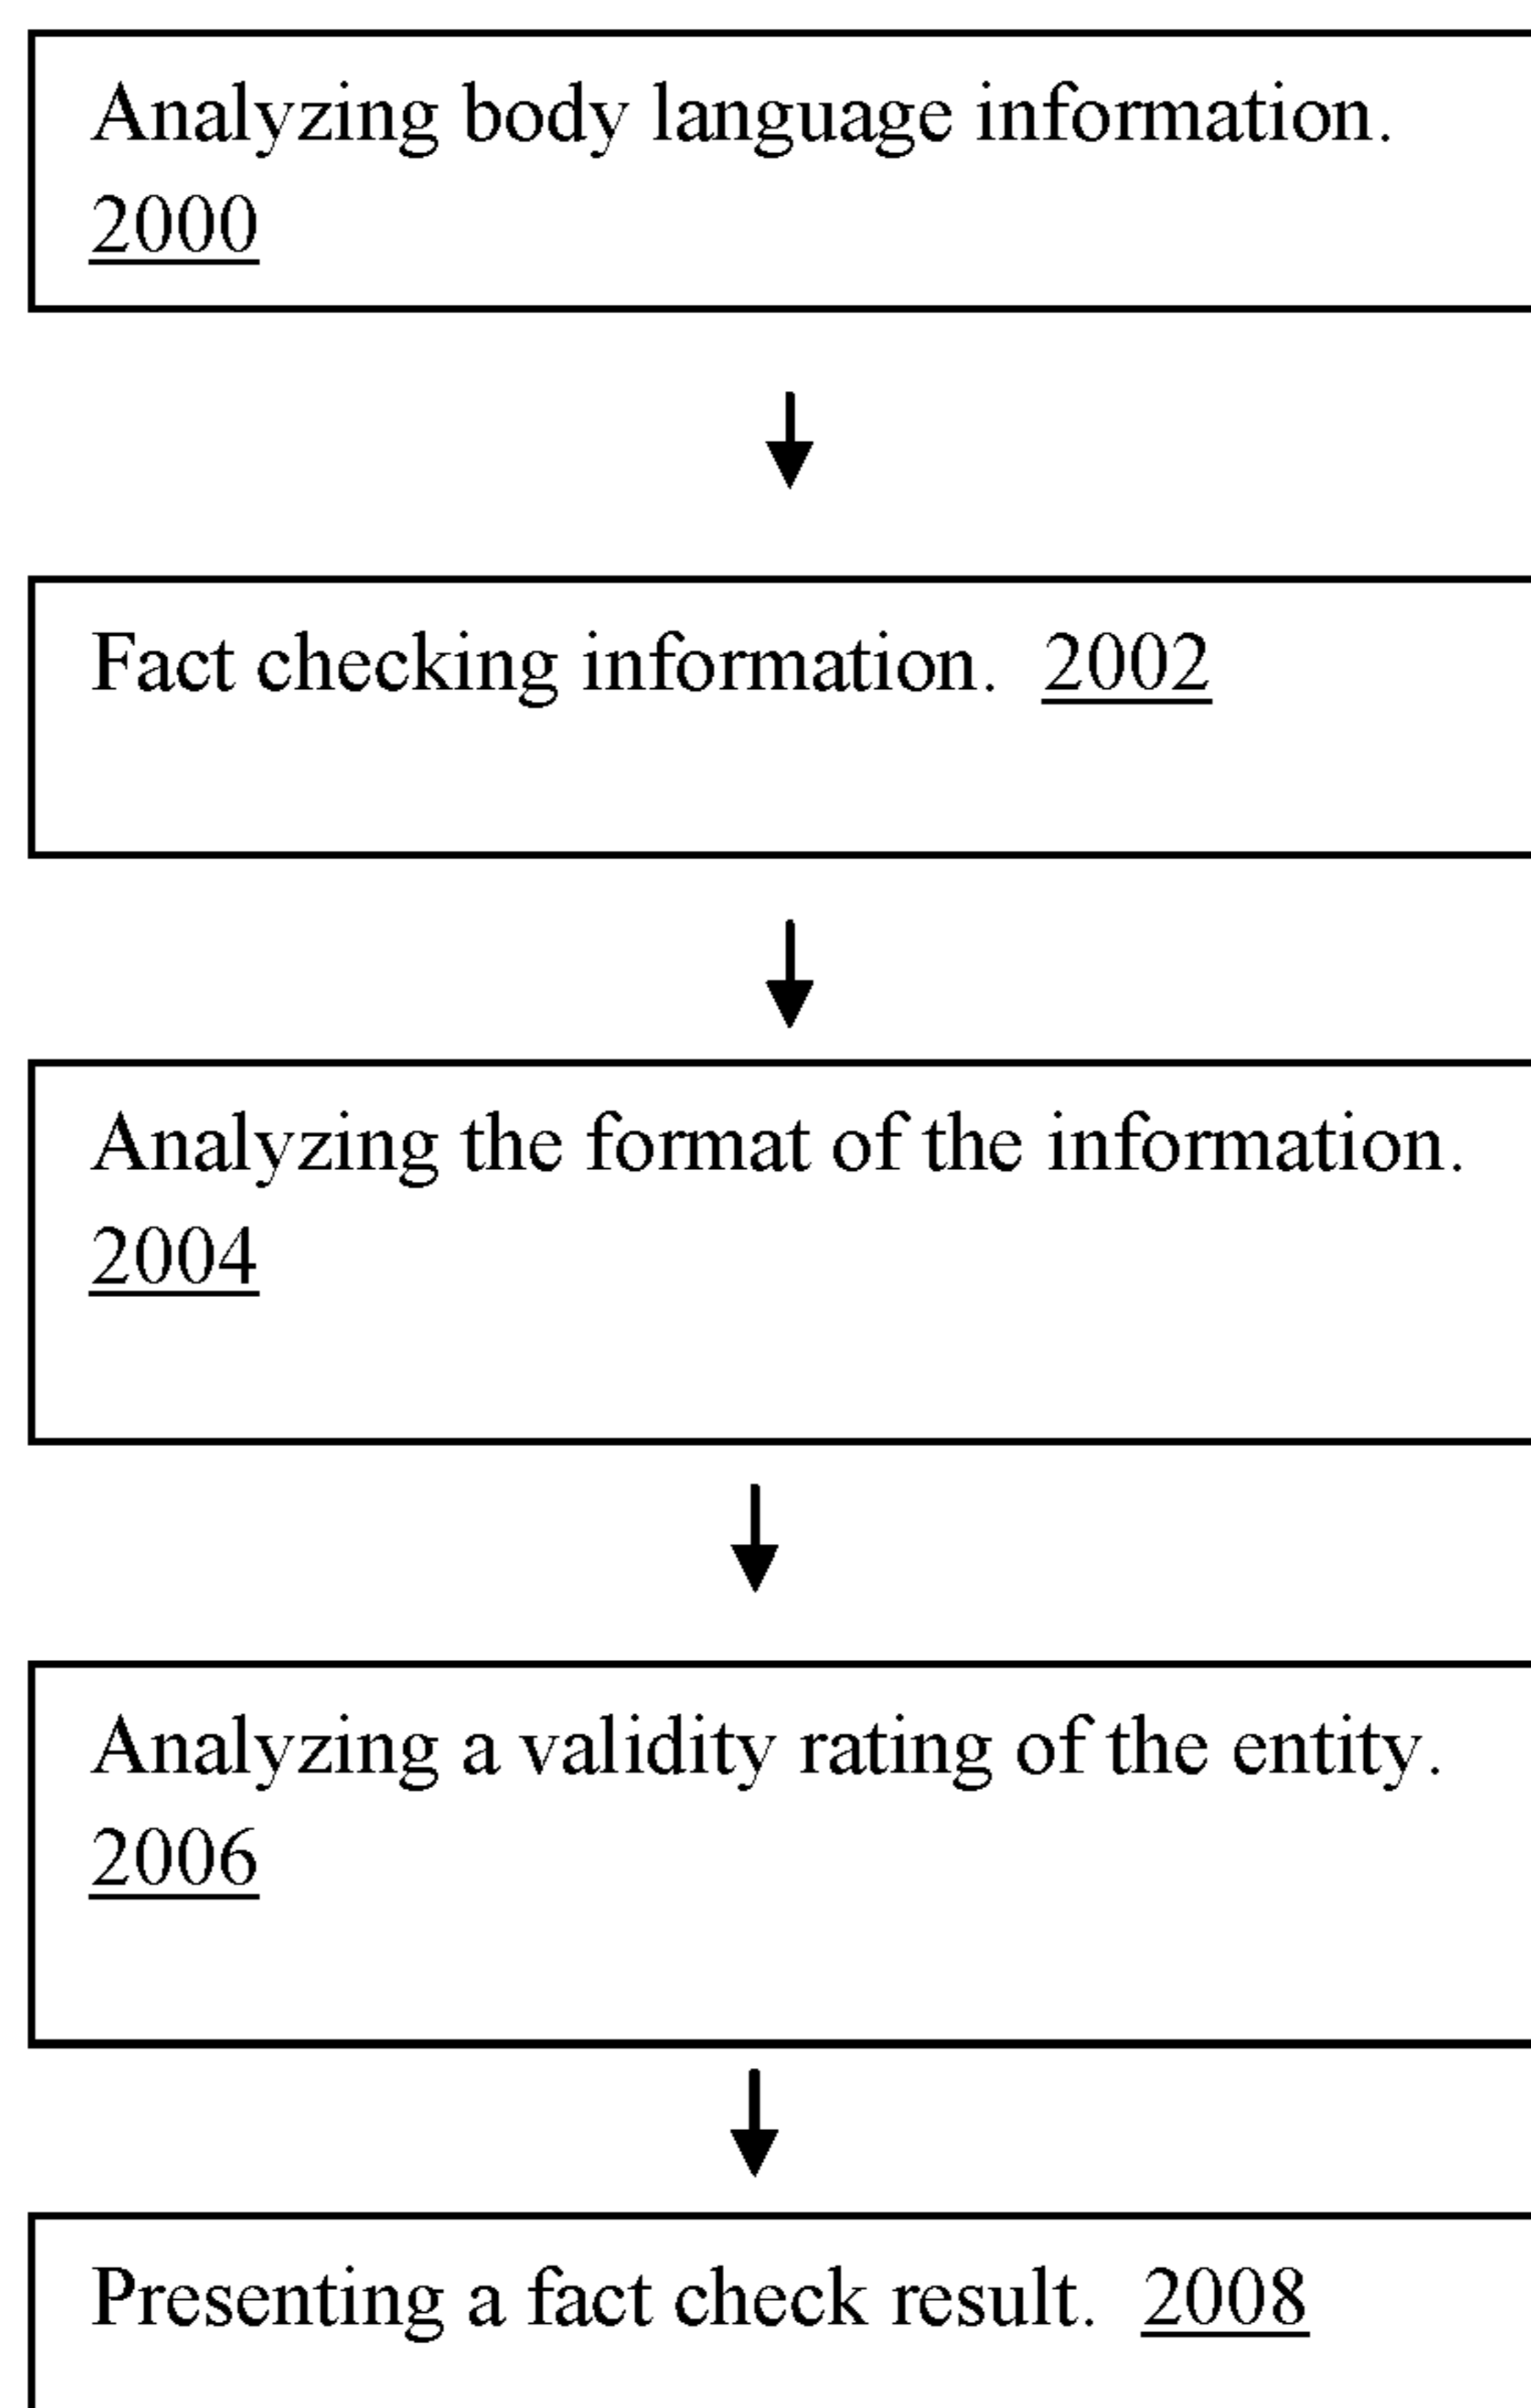 Analyzing body language information.
2000
Fact checking information. 2002
Analyzing the format of the information.
2004
Analyzing a validity rating of the entity.
2006
Presenting a fact check result. 2008